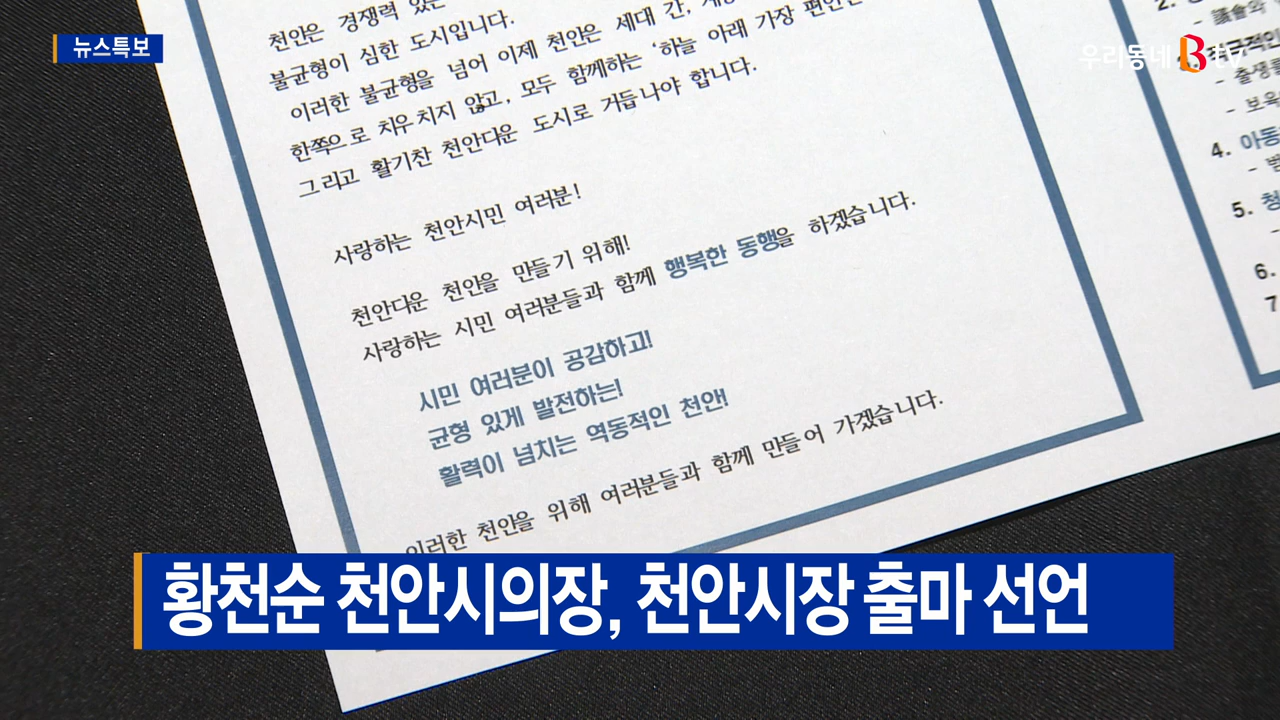 뉴스특보
우리동네 B tv
천안은 경쟁력 있는
불균형이 심한 도시입니다.
이러한 불균형을 넘어 이제 천안은 세대 간,
한쪽으로 치우치지 않고, 모두 함께하는 '하늘 아래 가장 편안한
그리고 활기찬 천안다운 도시로 거듭나야 합니다.
사랑하는 천안시민 여러분!
천안다운 천안을 만들기 위해!
사랑하는 시민 여러분들과 함께 행복한 동행을 하겠습니다.
시민 여러분이 공감하고!
균형 있게 발전하는!
활력이 넘치는 역동적인 천안!
이러한 천안을 위해 여러분들과 함께 만들어 가겠습니다.
2.
- 議會와
- 출생률
- 보육
4. 아동
-
5. 청
-
6.
7
황천순 천안시의장, 천안시장 출마 선언